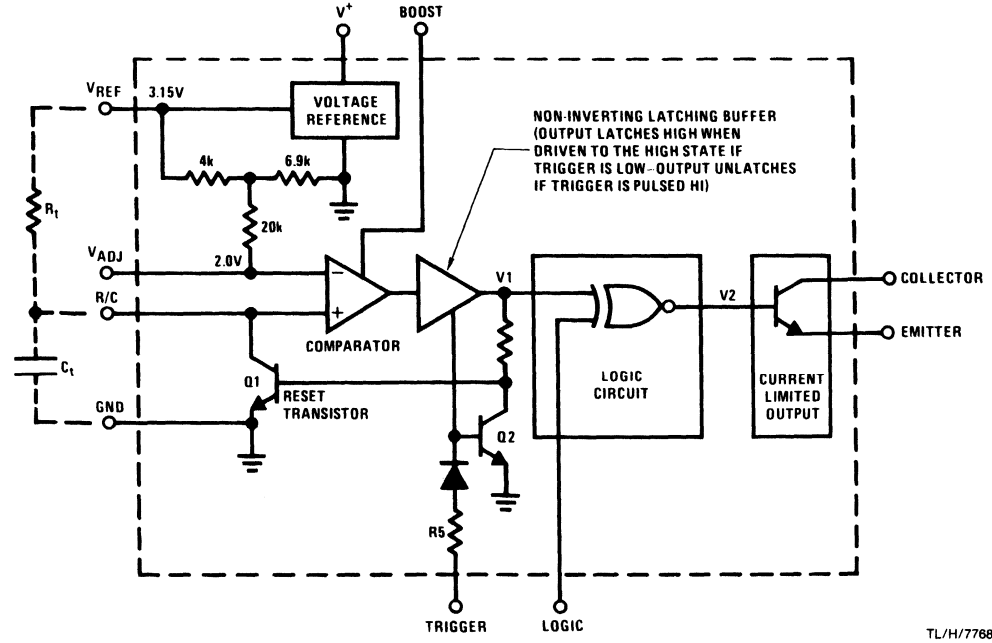 V+
BOOST
VREF
3.15V
VOLTAGE
REFERENCE
NON-INVERTING LATCHING BUFFER
(OUTPUT LATCHES HIGH WHEN
DRIVEN TO THE HIGH STATE IF
TRIGGER IS LOW–OUTPUT UNLATCHES
IF TRIGGER IS PULSED HI)
4k
6.9k
Rt
20k
VADJ
2.0V
−
V1
V2
COLLECTOR
R/C
+
COMPARATOR
EMITTER
LOGIC
CIRCUIT
CURRENT
LIMITED
OUTPUT
Ct
Q1
RESET
TRANSISTOR
GND
Q2
R5
TRIGGER
LOGIC
TL/H/7768